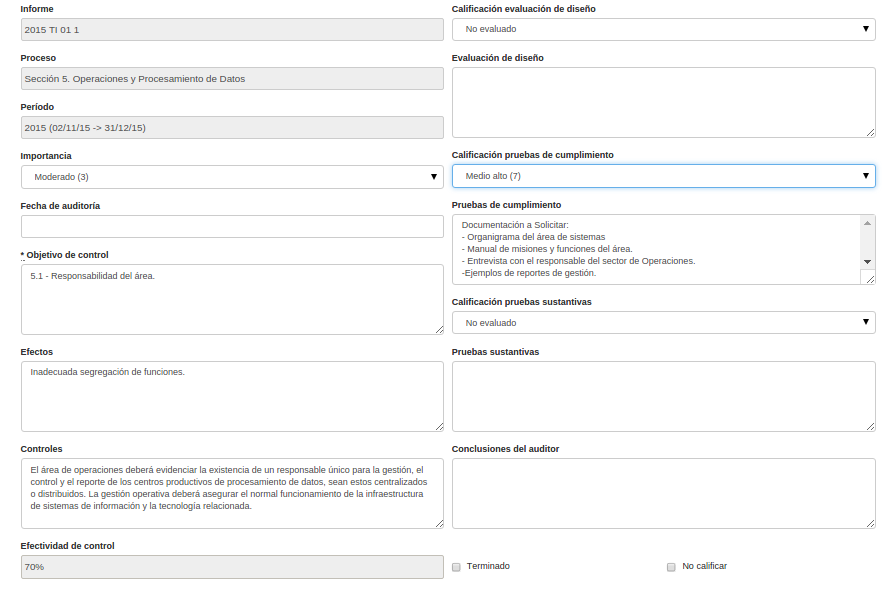 Informe
2015 TI 01 1
Proceso
Sección 5. Operaciones y Procesamiento de Datos
Período
2015 (02/11/15 -> 31/12/15)
Importancia
Moderado (3)
Fecha de auditoría
* Objetivo de control
5.1 - Responsabilidad del área.
Efectos
Inadecuada segregación de funciones.
Controles
El área de operaciones deberá evidenciar la existencia de un responsable único para la gestión, el
control y el reporte de los centros productivos de procesamiento de datos, sean estos centralizados
o distribuidos. La gestión operativa deberá asegurar el normal funcionamiento de la infraestructura
de sistemas de información y la tecnología relacionada.
Efectividad de control
70%
Calificación evaluación de diseño
No evaluado
Evaluación de diseño
Calificación pruebas de cumplimiento
Medio alto (7)
Pruebas de cumplimiento
Documentación a Solicitar:
- Organigrama del área de sistemas
- Manual de misiones y funciones del área.
- Entrevista con el responsable del sector de Operaciones.
-Ejemplos de reportes de gestión.
Calificación pruebas sustantivas
No evaluado
Pruebas sustantivas
Conclusiones del auditor
Terminado
No calificar